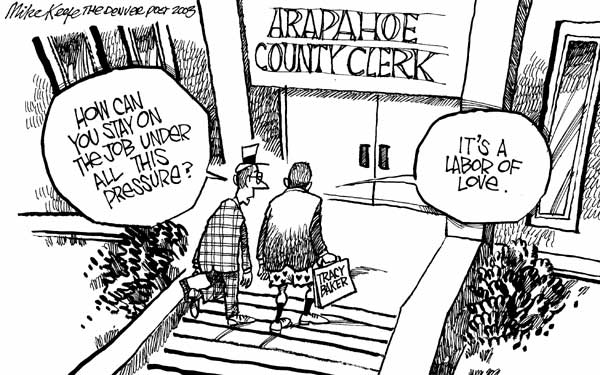 Mike Keefe THE DENVER POST 2003
ARAPAHOE
COUNTY CLERK
HOW CAN
YOU STAY ON
THE JOB UNDER
ALL THIS
PRESSURE?
IT'S A
LABOR OF
LOVE.
TRACY
BAKER